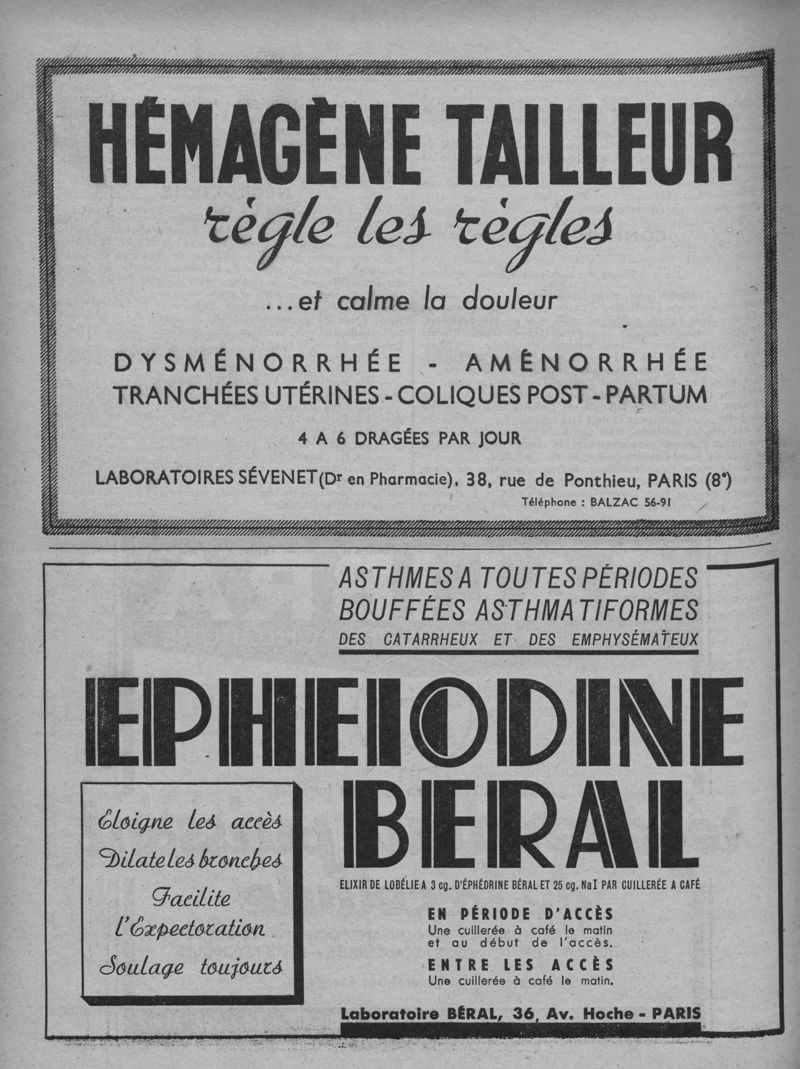 HÉMAGÈNE TAILLEUR
règle les règles
...et calme la douleur
DYSMÉNORRHÉE - AMÉNORRHÉE
TRANCHÉES UTÉRINES - COLIQUES POST - PARTUM
4 A 6 DRAGÉES PAR JOUR
LABORATOIRES SÉVENET (Dr en Pharmacie), 38, rue de Ponthieu, PARIS (8e)
Téléphone : BALZAC 56-91
ASTHMES A TOUTES PÉRIODES
BOUFFÉES ASTHMATIFORMES
DES CATARRHEUX ET DES EMPHYSÉMATEUX
EPHEIODINE
BERAL
Eloigne les accès
Dilate les bronches
Facilite
l'Expectoration
Soulage toujours
ELIXIR DE LOBÉLIE A 3 cg. D'ÉPHÉDRINE BÉRAL ET 25 cg. NaI PAR CUILLERÉE A CAFÉ
EN PÉRIODE D'ACCÈS
Une cuillerée à café le matin
et au début de l'accès.
ENTRE LES ACCÈS
Une cuillerée à café le matin.
Laboratoire BÉRAL, 36, Av. Hoche - PARIS